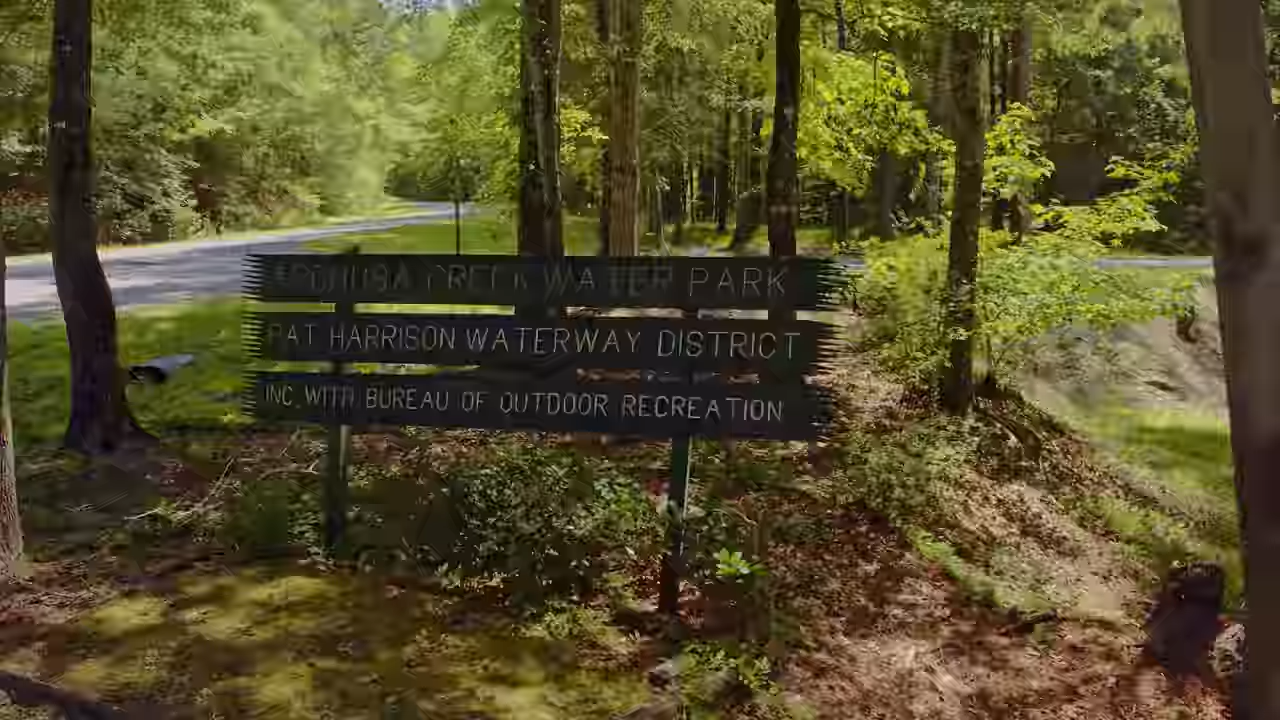 CREEK WATER PARK
PAT HARRISON WATERWAY DISTRICT
INC. WITH BUREAU OF OUTDOOR RECREATION